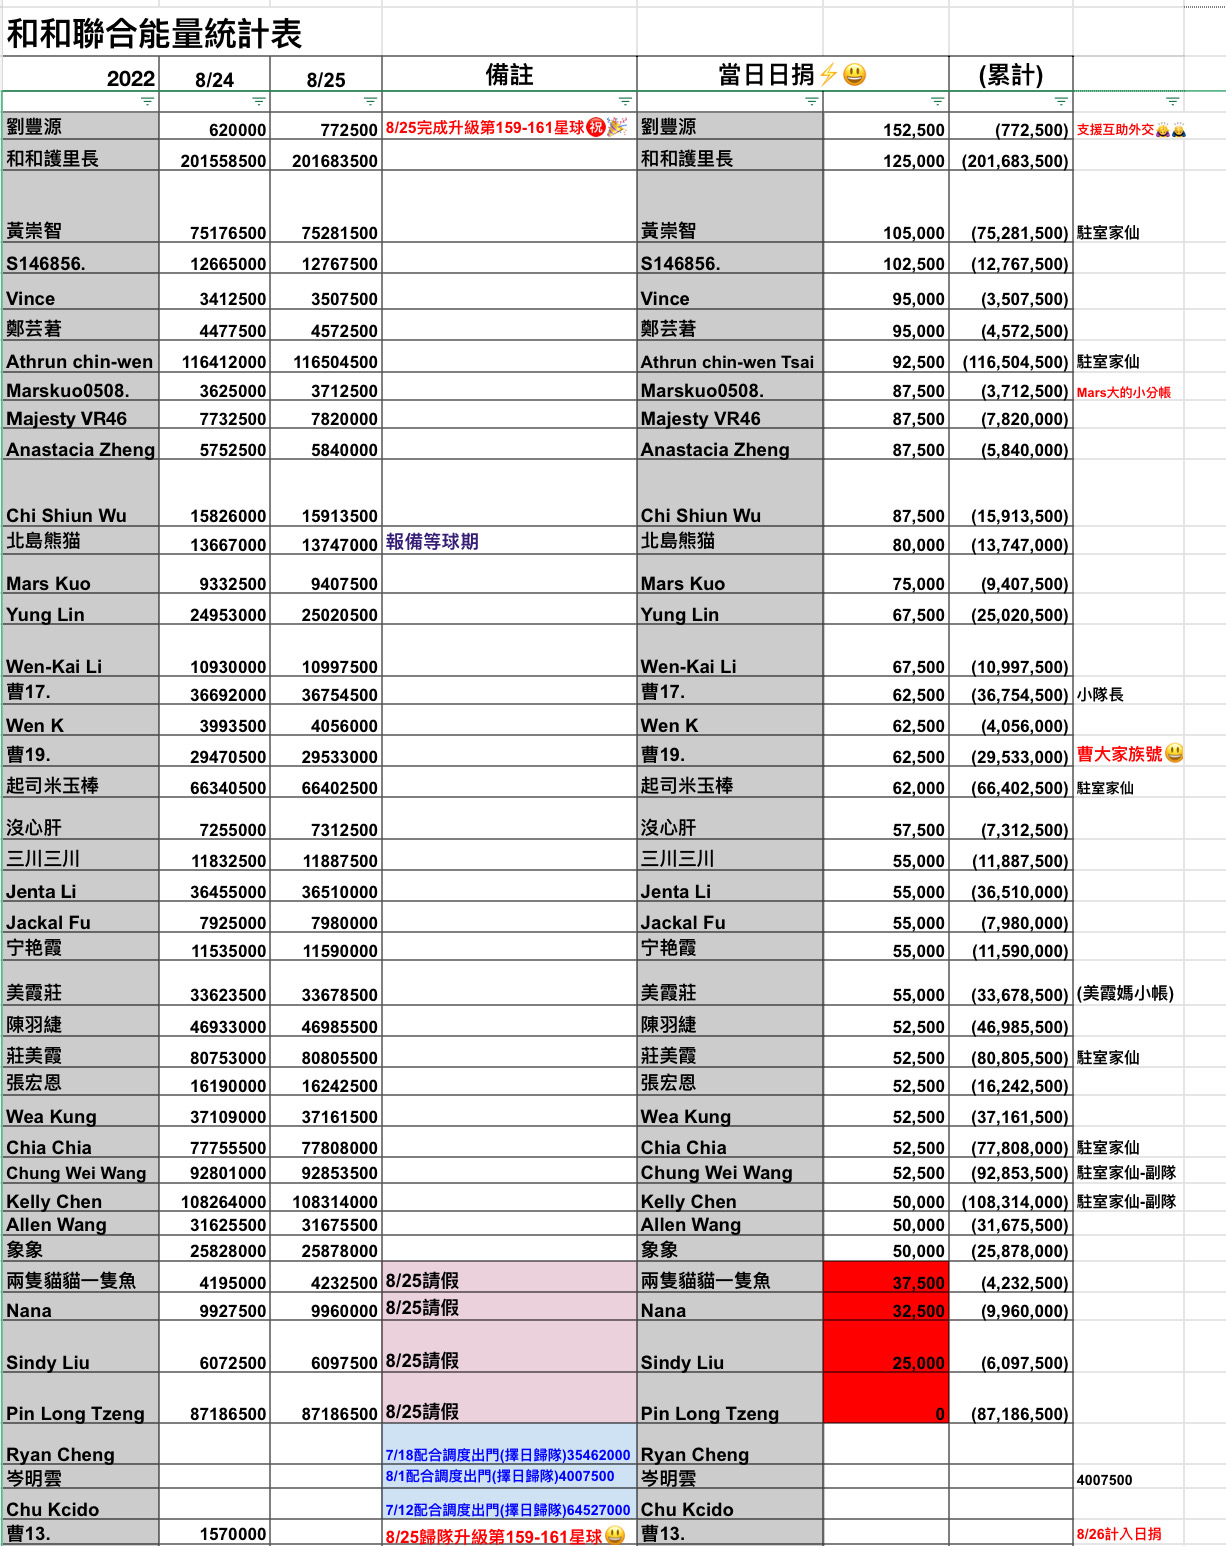 和和聯合能量統計表
2022 8/24 8/25 備註 當日日捐⚡😃 (累計)
劉豐源 620000 772500 8/25完成升級第159-161星球㊗️🎉 劉豐源 152,500 (772,500) 支援互助外交
和和護里長 201558500 201683500 和和護里長 125,000 (201,683,500)
黃崇智 75176500 75281500 黃崇智 105,000 (75,281,500) 駐室家仙
S146856. 12665000 12767500 S146856. 102,500 (12,767,500)
Vince 3412500 3507500 Vince 95,000 (3,507,500)
鄭芸著 4477500 4572500 鄭芸著 95,000 (4,572,500)
Athrun chin-wen 116412000 116504500 Athrun chin-wen Tsai 92,500 (116,504,500) 駐室家仙
Marskuo0508. 3625000 3712500 Marskuo0508. 87,500 (3,712,500) Mars大的小分帳
Majesty VR46 7732500 7820000 Majesty VR46 87,500 (7,820,000)
Anastacia Zheng 5752500 5840000 Anastacia Zheng 87,500 (5,840,000)
Chi Shiun Wu 15826000 15913500 Chi Shiun Wu 87,500 (15,913,500)
北島熊猫 13667000 13747000 報備等球期 北島熊猫 80,000 (13,747,000)
Mars Kuo 9332500 9407500 Mars Kuo 75,000 (9,407,500)
Yung Lin 24953000 25020500 Yung Lin 67,500 (25,020,500)
Wen-Kai Li 10930000 10997500 Wen-Kai Li 67,500 (10,997,500)
曹17. 36692000 36754500 曹17. 62,500 (36,754,500) 小隊長
Wen K 3993500 4056000 Wen K 62,500 (4,056,000)
曹19. 29470500 29533000 曹19. 62,500 (29,533,000) 曹大家族號😃
起司米玉棒 66340500 66402500 起司米玉棒 62,000 (66,402,500) 駐室家仙
沒心肝 7255000 7312500 沒心肝 57,500 (7,312,500)
三川三川 11832500 11887500 三川三川 55,000 (11,887,500)
Jenta Li 36455000 36510000 Jenta Li 55,000 (36,510,000)
Jackal Fu 7925000 7980000 Jackal Fu 55,000 (7,980,000)
宁艳霞 11535000 11590000 宁艳霞 55,000 (11,590,000)
美霞莊 33623500 33678500 美霞莊 55,000 (33,678,500) (美霞媽小帳)
陳羽緁 46933000 46985500 陳羽緁 52,500 (46,985,500)
莊美霞 80753000 80805500 莊美霞 52,500 (80,805,500) 駐室家仙
張宏恩 16190000 16242500 張宏恩 52,500 (16,242,500)
Wea Kung 37109000 37161500 Wea Kung 52,500 (37,161,500)
Chia Chia 77755500 77808000 Chia Chia 52,500 (77,808,000) 駐室家仙
Chung Wei Wang 92801000 92853500 Chung Wei Wang 52,500 (92,853,500) 駐室家仙-副隊
Kelly Chen 108264000 108314000 Kelly Chen 50,000 (108,314,000) 駐室家仙-副隊
Allen Wang 31625500 31675500 Allen Wang 50,000 (31,675,500)
象象 25828000 25878000 象象 50,000 (25,878,000)
兩隻貓貓一隻魚 4195000 4232500 8/25請假 兩隻貓貓一隻魚 37,500 (4,232,500)
Nana 9927500 9960000 8/25請假 Nana 32,500 (9,960,000)
Sindy Liu 6072500 6097500 8/25請假 Sindy Liu 25,000 (6,097,500)
Pin Long Tzeng 87186500 87186500 8/25請假 Pin Long Tzeng 0 (87,186,500)
Ryan Cheng 7/18配合調度出門(擇日歸隊)35462000 Ryan Cheng
岑明雲 8/1配合調度出門(擇日歸隊)4007500 岑明雲 4007500
Chu Kcido 7/12配合調度出門(擇日歸隊)64527000 Chu Kcido
曹13. 1570000 8/25歸隊升級第159-161星球😃 曹13. 8/26計入日捐